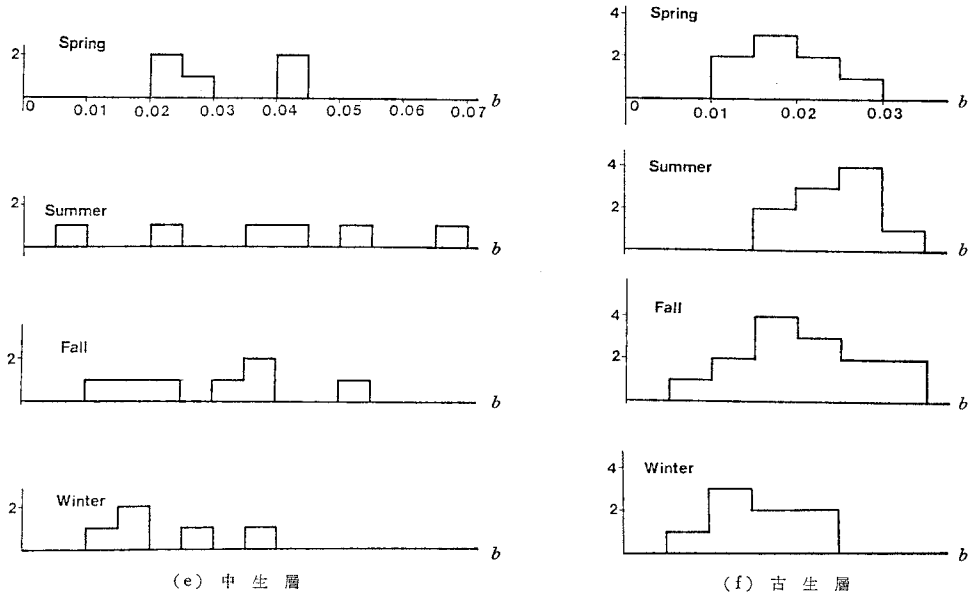 2
Spring
0 0.01 0.02 0.03 0.04 0.05 0.06 0.07 b
2
Summer
b
2
Fall
b
2
Winter
b
(e) 中生層
4
2
Spring
0 0.01 0.02 0.03 b
4
2
Summer
b
4
2
Fall
b
4
2
Winter
b
(f) 古生層